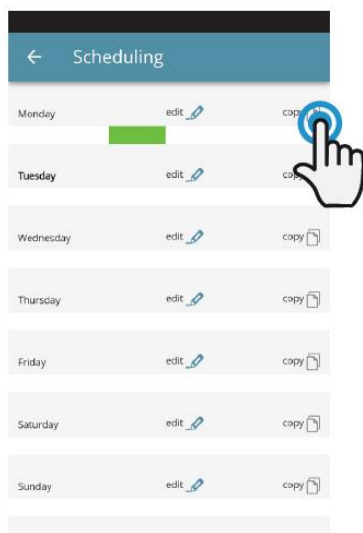 Scheduling
Monday edit copy
Tuesday edit copy
Wednesday edit copy
Thursday edit copy
Friday edit copy
Saturday edit copy
Sunday edit copy